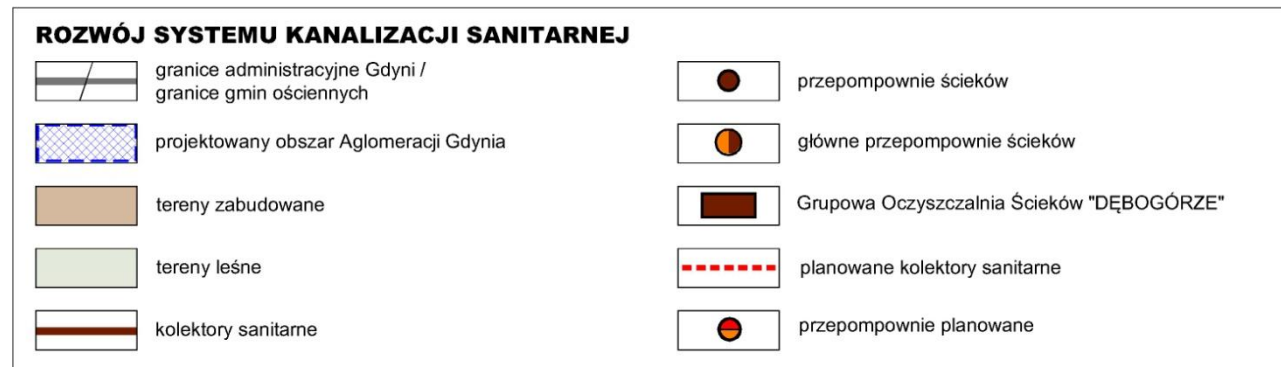 ROZWÓJ SYSTEMU KANALIZACJI SANITARNEJ
granice administracyjne Gdyni /
granice gmin ościennych
projektowany obszar Aglomeracji Gdynia
tereny zabudowane
tereny leśne
kolektory sanitarne
przepompownie ścieków
główne przepompownie ścieków
Grupowa Oczyszczalnia Ścieków "DĘBOGÓRZE"
planowane kolektory sanitarne
przepompownie planowane